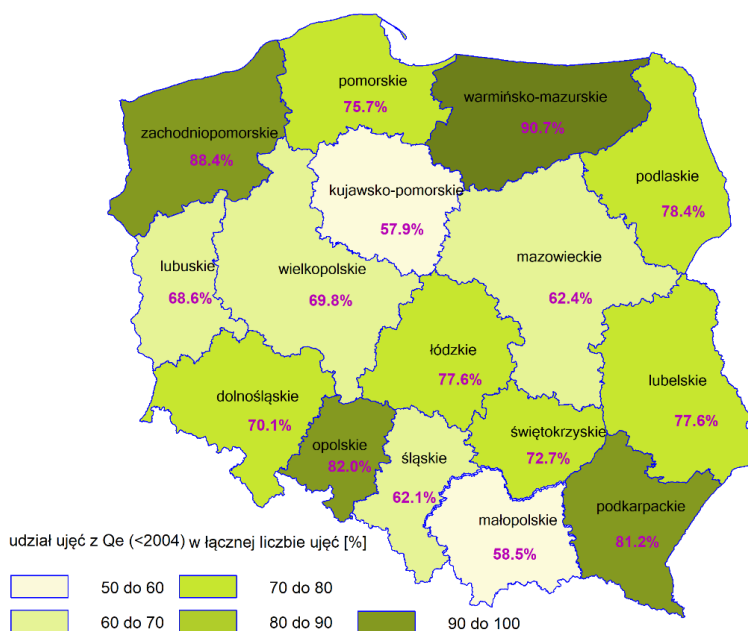 pomorskie
75.7%
warmińsko-mazurskie
90.7%
zachodniopomorskie
88.4%
podlaskie
78.4%
kujawsko-pomorskie
57.9%
mazowieckie
62.4%
lubuskie
68.6%
wielkopolskie
69.8%
łódzkie
77.6%
lubelskie
77.6%
dolnośląskie
70.1%
opolskie
82.0%
śląskie
62.1%
świętokrzyskie
72.7%
małopolskie
58.5%
podkarpackie
81.2%
udział ujęć z Qe (<2004) w łącznej liczbie ujęć [%]
50 do 60
70 do 80
60 do 70
80 do 90
90 do 100